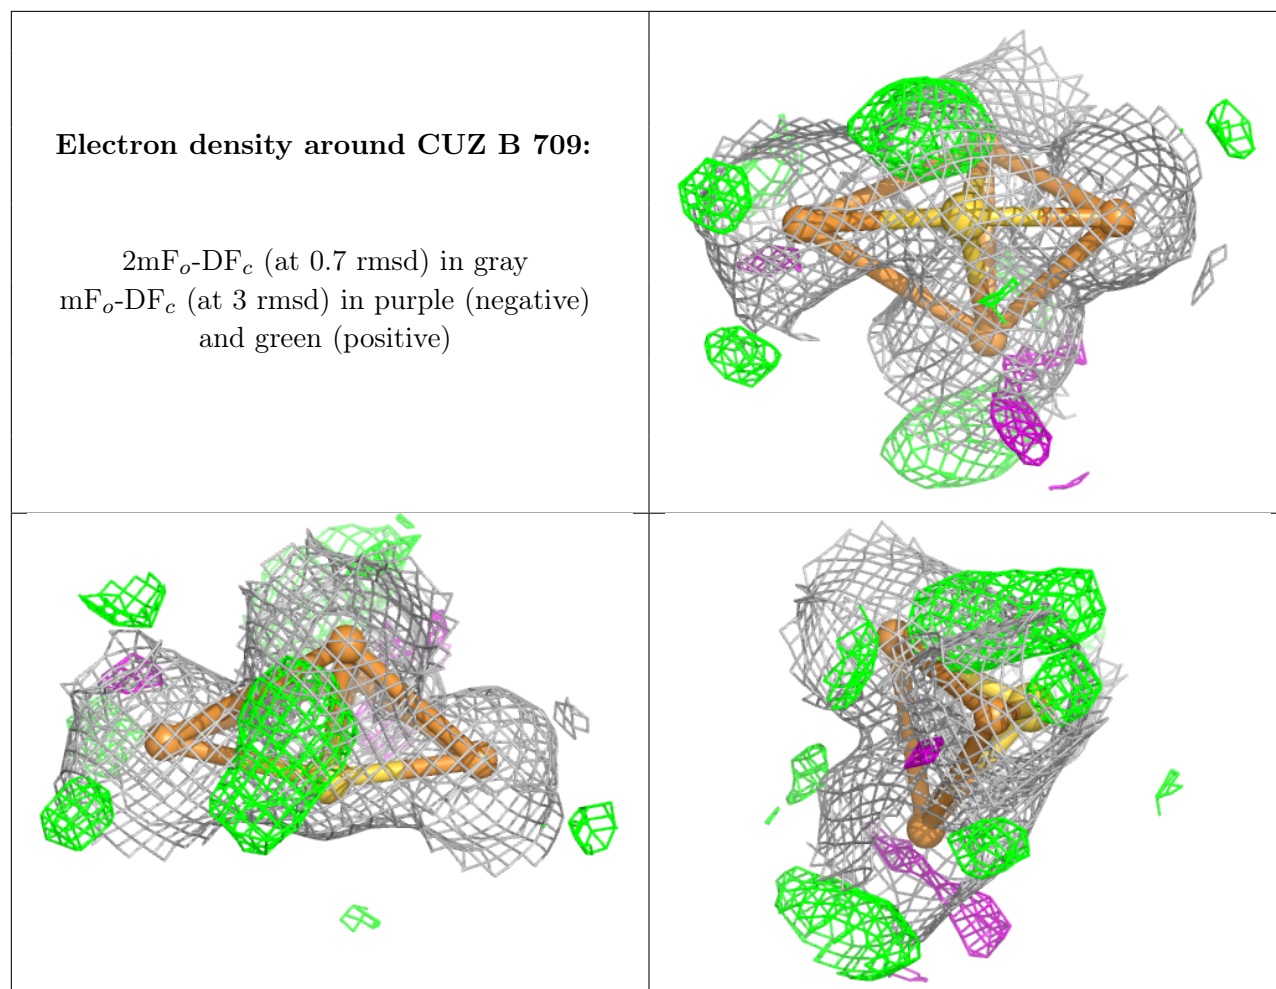 Electron density around CUZ B 709:
2mFo-DFc (at 0.7 rmsd) in gray
mFo-DFc (at 3 rmsd) in purple (negative)
and green (positive)